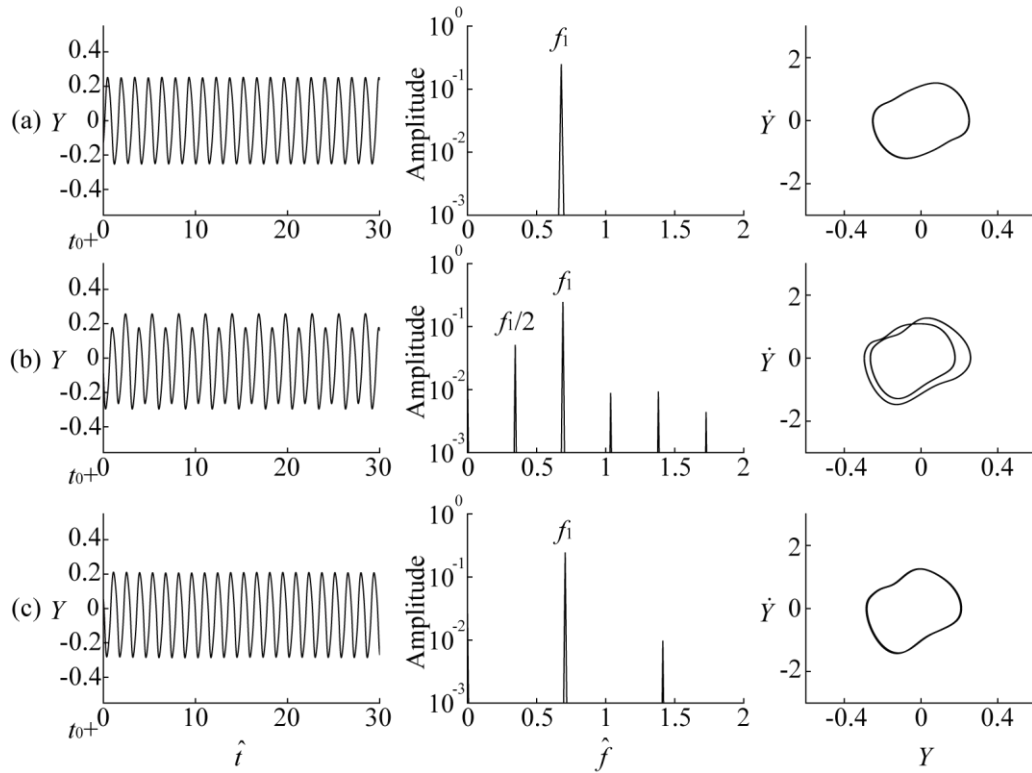 0.4
0.2
(a) Y 0
-0.2
-0.4
t₀+ 0 10 20 30
10⁰
10⁻¹
10⁻²
10⁻³
Amplitude
f₁
0 0.5 1 1.5 2
2
Ẏ 0
-2
-0.4 0 0.4
0.4
0.2
(b) Y 0
-0.2
-0.4
t₀+ 0 10 20 30
10⁰
10⁻¹
10⁻²
10⁻³
Amplitude
f₁/2
f₁
0 0.5 1 1.5 2
2
Ẏ 0
-2
-0.4 0 0.4
0.4
0.2
(c) Y 0
-0.2
-0.4
t₀+ 0 10 20 30
t̂
10⁰
10⁻¹
10⁻²
10⁻³
Amplitude
f₁
0 0.5 1 1.5 2
f̂
2
Ẏ 0
-2
-0.4 0 0.4
Y